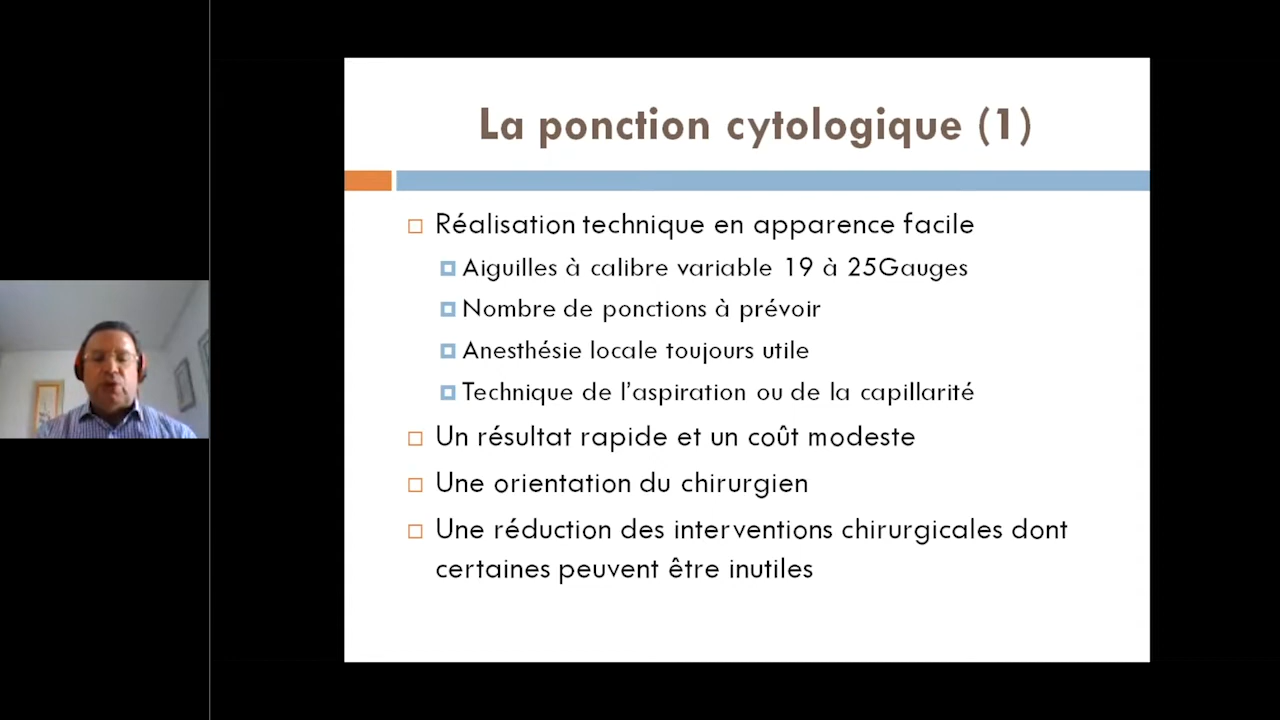 La ponction cytologique (1)
Réalisation technique en apparence facile
Aiguilles à calibre variable 19 à 25Gauges
Nombre de ponctions à prévoir
Anesthésie locale toujours utile
Technique de l'aspiration ou de la capillarité
Un résultat rapide et un coût modeste
Une orientation du chirurgien
Une réduction des interventions chirurgicales dont
certaines peuvent être inutiles